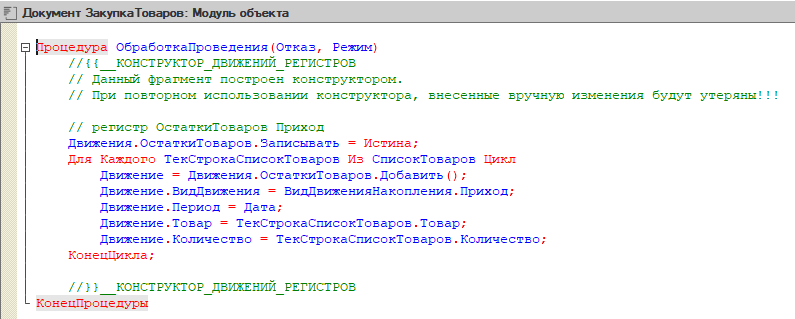 Документ ЗакупкаТоваров: Модуль объекта
Процедура ОбработкаПроведения(Отказ, Режим)
//{{__КОНСТРУКТОР_ДВИЖЕНИЙ_РЕГИСТРОВ
// Данный фрагмент построен конструктором.
// При повторном использовании конструктора, внесенные вручную изменения будут утеряны!!!
// регистр ОстаткиТоваров Приход
Движения.ОстаткиТоваров.Записывать = Истина;
Для Каждого ТекСтрокаСписокТоваров Из СписокТоваров Цикл
Движение = Движения.ОстаткиТоваров.Добавить();
Движение.ВидДвижения = ВидДвиженияНакопления.Приход;
Движение.Период = Дата;
Движение.Товар = ТекСтрокаСписокТоваров.Товар;
Движение.Количество = ТекСтрокаСписокТоваров.Количество;
КонецЦикла;
//}}__КОНСТРУКТОР_ДВИЖЕНИЙ_РЕГИСТРОВ
КонецПроцедуры